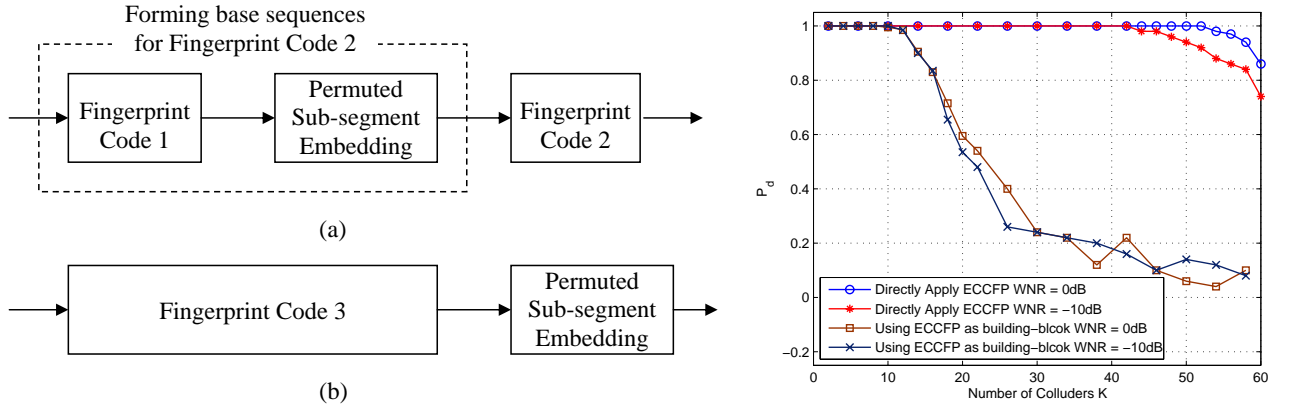 Forming base sequences
for Fingerprint Code 2
Fingerprint
Code 1
Permuted
Sub-segment
Embedding
Fingerprint
Code 2
(a)
Fingerprint Code 3
Permuted
Sub-segment
Embedding
(b)
1
0.8
0.6
0.4
0.2
0
−0.2
P_d
0
10
20
30
40
50
60
Number of Colluders K
Directly Apply ECCFP WNR = 0dB
Directly Apply ECCFP WNR = −10dB
Using ECCFP as building−blcok WNR = 0dB
Using ECCFP as building−blcok WNR = −10dB